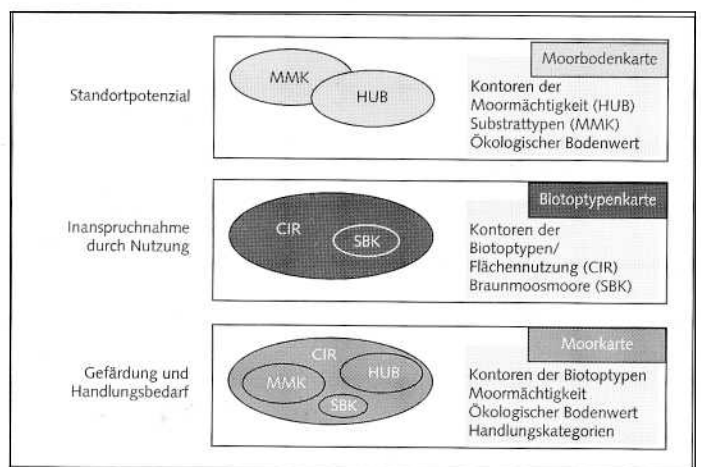 Standortpotenzial
MMK
HUB
Moorbodenkarte
Kontoren der
Moormächtigkeit (HUB)
Substrattypen (MMK)
Ökologischer Bodenwert
Inanspruchnahme
durch Nutzung
CIR
SBK
Biotoptypenkarte
Kontoren der
Biotoptypen/
Flächennutzung (CIR)
Braunmoosmoore (SBK)
Gefärdung und
Handlungsbedarf
CIR
MMK
HUB
SBK
Moorkarte
Kontoren der Biotoptypen
Moormächtigkeit
Ökologischer Bodenwert
Handlungskategorien